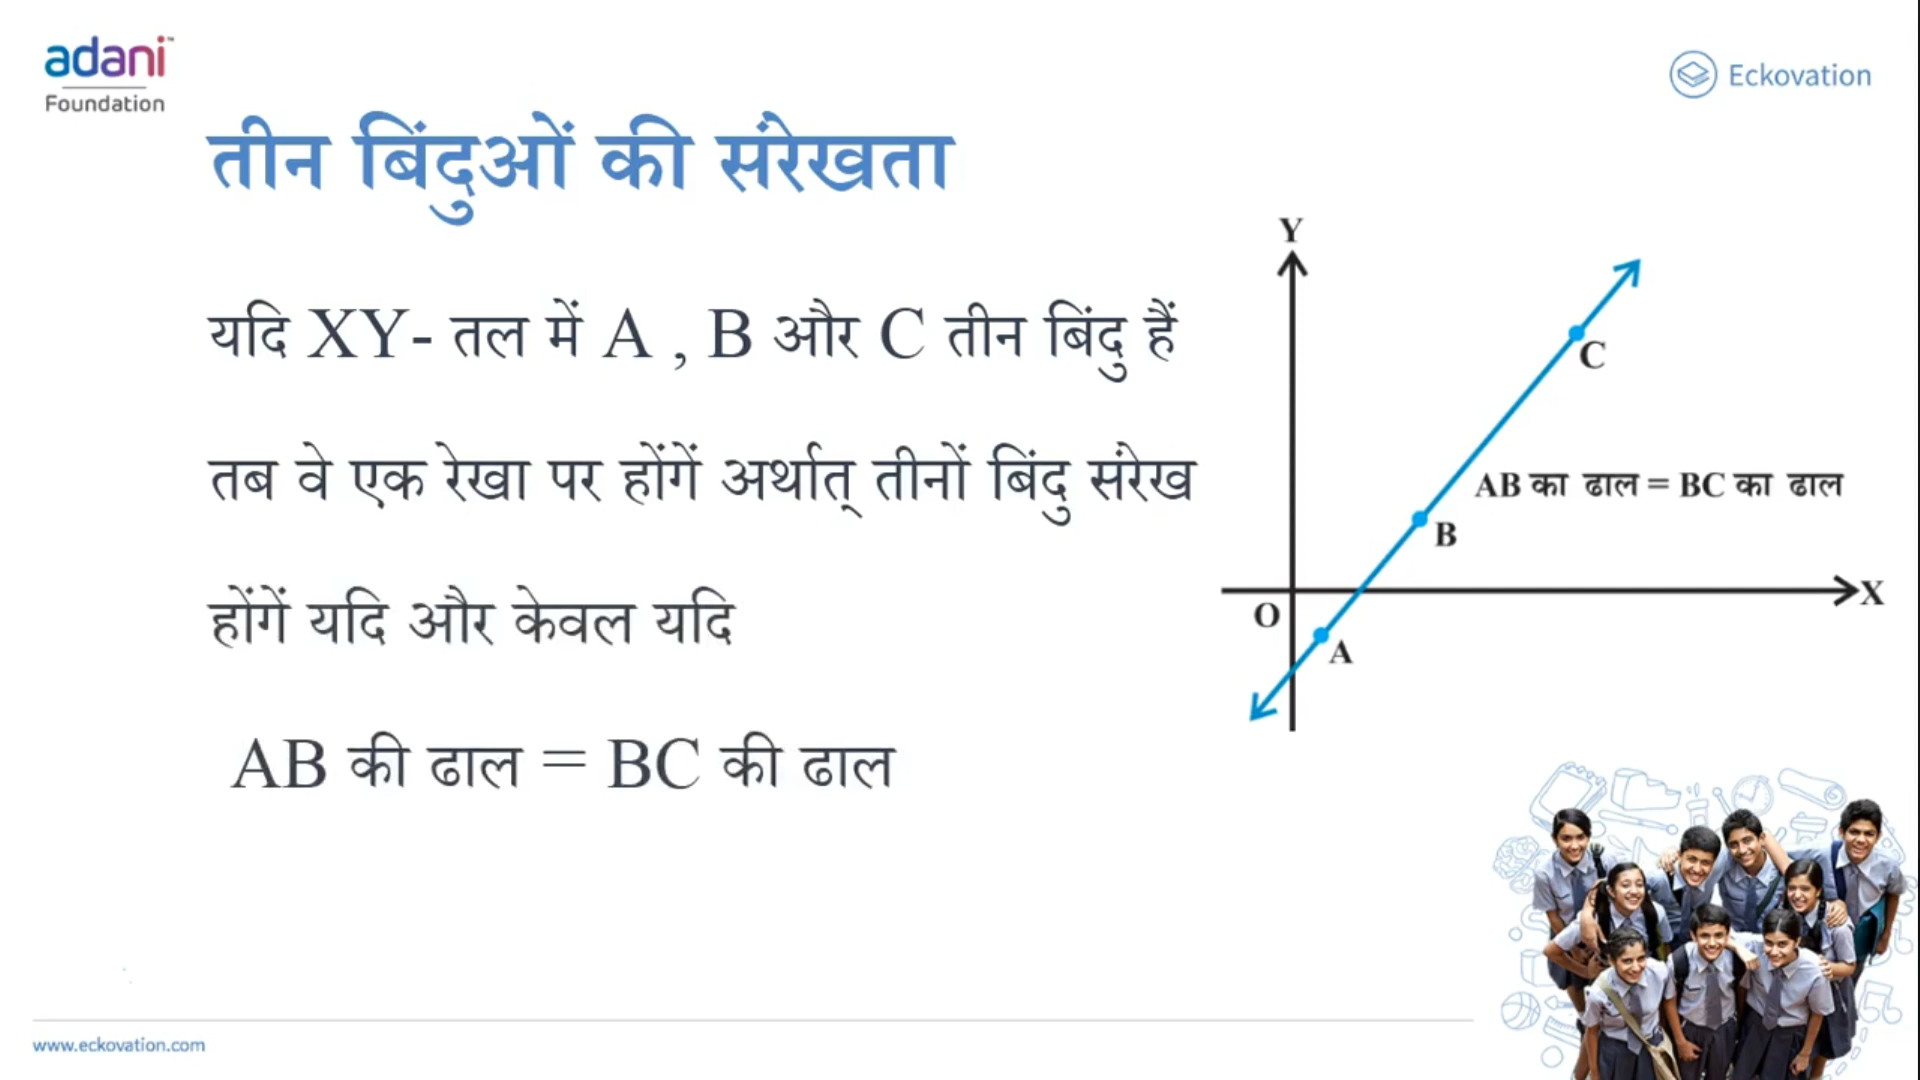 adani™
Foundation
Eckovation
तीन बिंदुओं की संरेखता
यदि XY- तल में A , B और C तीन बिंदु हैं
तब वे एक रेखा पर होंगें अर्थात् तीनों बिंदु संरेख
होंगें यदि और केवल यदि
AB की ढाल = BC की ढाल
Y
C
AB का ढाल = BC का ढाल
B
X
O
A
www.eckovation.com